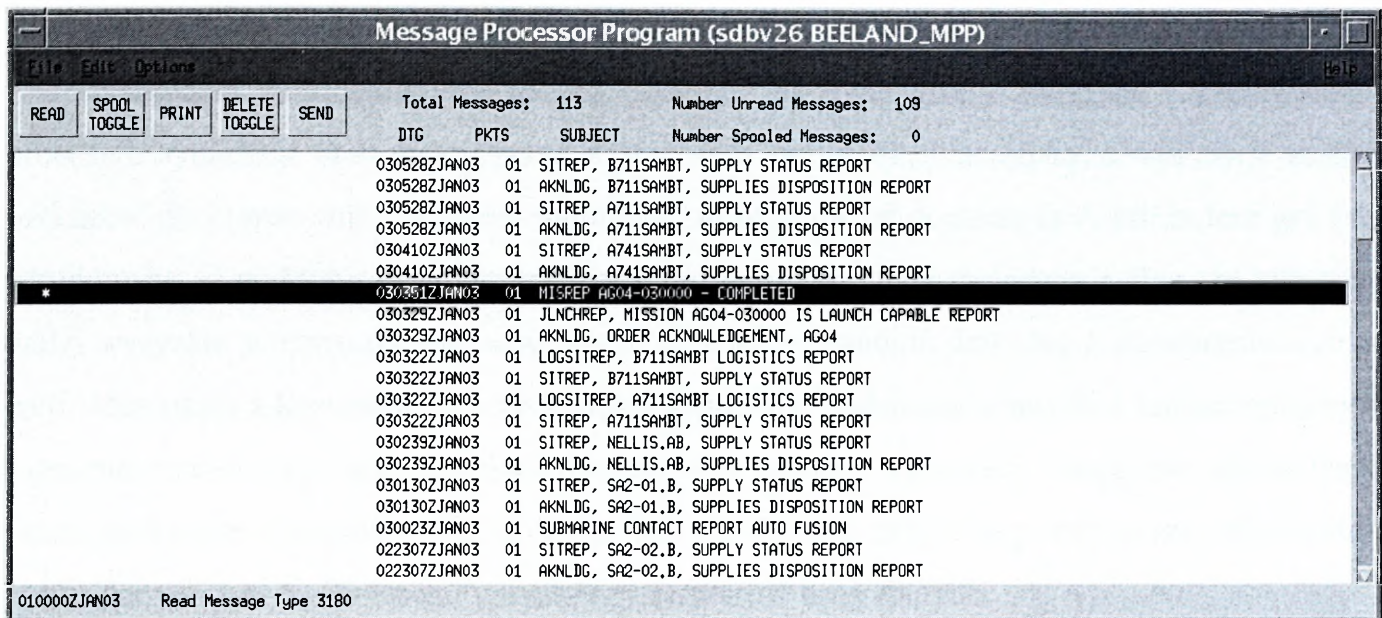 Message Processor Program (sdbv26 BEELAND_MPP)
File Edit Options Help
READ SPOOL TOGGLE PRINT DELETE TOGGLE SEND
Total Messages: 113 Number Unread Messages: 109
DTG PKTS SUBJECT Number Spooled Messages: 0
030528ZJAN03 01 SITREP, B711SAMBT, SUPPLY STATUS REPORT
030528ZJAN03 01 AKNLDG, B711SAMBT, SUPPLIES DISPOSITION REPORT
030528ZJAN03 01 SITREP, A711SAMBT, SUPPLY STATUS REPORT
030528ZJAN03 01 AKNLDG, A711SAMBT, SUPPLIES DISPOSITION REPORT
030410ZJAN03 01 SITREP, A741SAMBT, SUPPLY STATUS REPORT
030410ZJAN03 01 AKNLDG, A741SAMBT, SUPPLIES DISPOSITION REPORT
* 030351ZJAN03 01 MISREP AG04-030000 - COMPLETED
030329ZJAN03 01 JLNCHREP, MISSION AG04-030000 IS LAUNCH CAPABLE REPORT
030329ZJAN03 01 AKNLDG, ORDER ACKNOWLEDGEMENT, AG04
030322ZJAN03 01 LOGSITREP, B711SAMBT LOGISTICS REPORT
030322ZJAN03 01 SITREP, B711SAMBT, SUPPLY STATUS REPORT
030322ZJAN03 01 LOGSITREP, A711SAMBT LOGISTICS REPORT
030322ZJAN03 01 SITREP, A711SAMBT, SUPPLY STATUS REPORT
030239ZJAN03 01 SITREP, NELLIS.AB, SUPPLY STATUS REPORT
030239ZJAN03 01 AKNLDG, NELLIS.AB, SUPPLIES DISPOSITION REPORT
030130ZJAN03 01 SITREP, SA2-01.B, SUPPLY STATUS REPORT
030130ZJAN03 01 AKNLDG, SA2-01.B, SUPPLIES DISPOSITION REPORT
030023ZJAN03 01 SUBMARINE CONTACT REPORT AUTO FUSION
022307ZJAN03 01 SITREP, SA2-02.B, SUPPLY STATUS REPORT
022307ZJAN03 01 AKNLDG, SA2-02.B, SUPPLIES DISPOSITION REPORT
010000ZJAN03 Read Message Type 3180